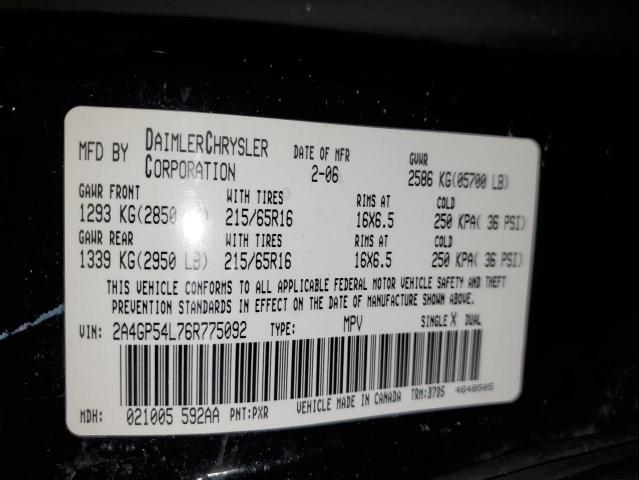 MFD BY DAIMLERCHRYSLER CORPORATION DATE OF MFR 2-06 GVWR 2586 KG(05700 LB)
GAWR FRONT WITH TIRES RIMS AT COLD
1293 KG(2850 215/65R16 16X6.5 250 KPA( 36 PSI)
GAWR REAR WITH TIRES RIMS AT COLD
1339 KG(2950 LB) 215/65R16 16X6.5 250 KPA( 36 PSI)
THIS VEHICLE CONFORMS TO ALL APPLICABLE FEDERAL MOTOR VEHICLE SAFETY AND THEFT
PREVENTION STANDARDS IN EFFECT ON THE DATE OF MANUFACTURE SHOWN ABOVE.
VIN: 2A4GP54L76R775092 TYPE: MPV SINGLE X DUAL
MDH: 021005 592AA PNT:PXR VEHICLE MADE IN CANADA TRM:B7DS 4648505